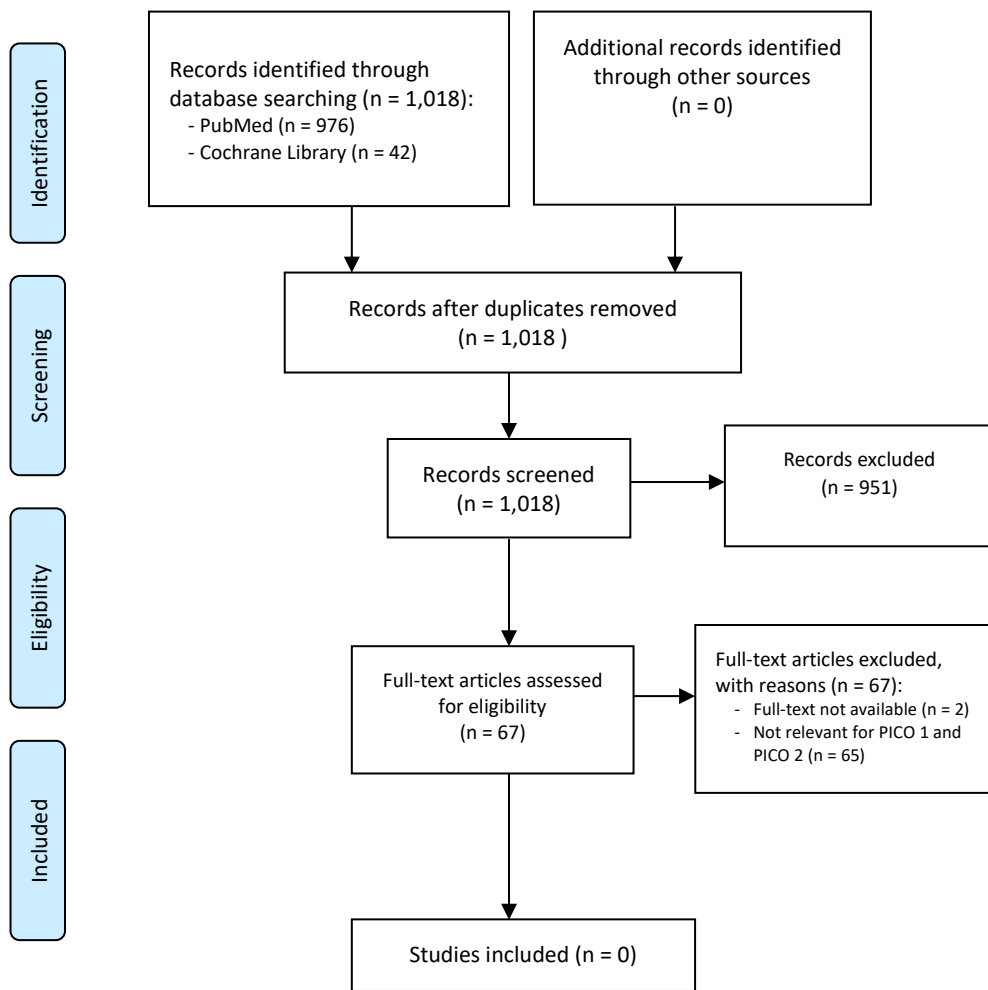 Identification
Records identified through
database searching (n = 1,018):
- PubMed (n = 976)
- Cochrane Library (n = 42)
Additional records identified
through other sources
(n = 0)
Screening
Records after duplicates removed
(n = 1,018 )
Records screened
(n = 1,018)
Records excluded
(n = 951)
Eligibility
Full-text articles assessed
for eligibility
(n = 67)
Full-text articles excluded,
with reasons (n = 67):
- Full-text not available (n = 2)
- Not relevant for PICO 1 and
PICO 2 (n = 65)
Included
Studies included (n = 0)